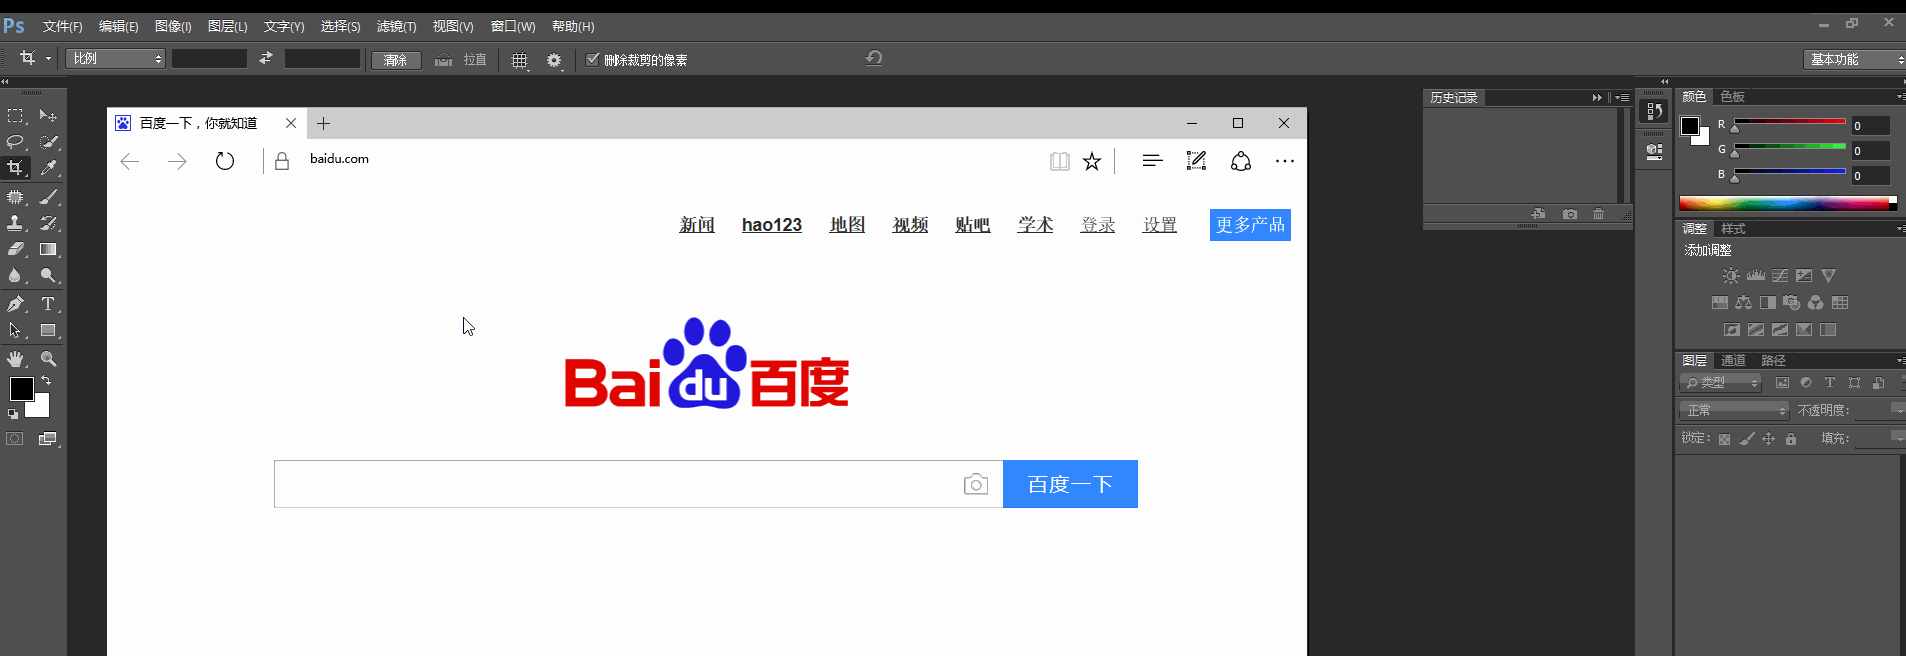 Ps 文件(F) 编辑(E) 图像(I) 图层(L) 文字(Y) 选择(S) 滤镜(T) 视图(V) 窗口(W) 帮助(H)
比例 清除 拉直 删除裁剪的像素 基本功能
百度一下，你就知道
baidu.com
新闻 hao123 地图 视频 贴吧 学术 登录 设置 更多产品
Bai du 百度
百度一下
历史记录
颜色 色板
R 0
G 0
B 0
调整 样式
添加调整
图层 通道 路径
类型
正常 不透明度:
锁定: 填充: